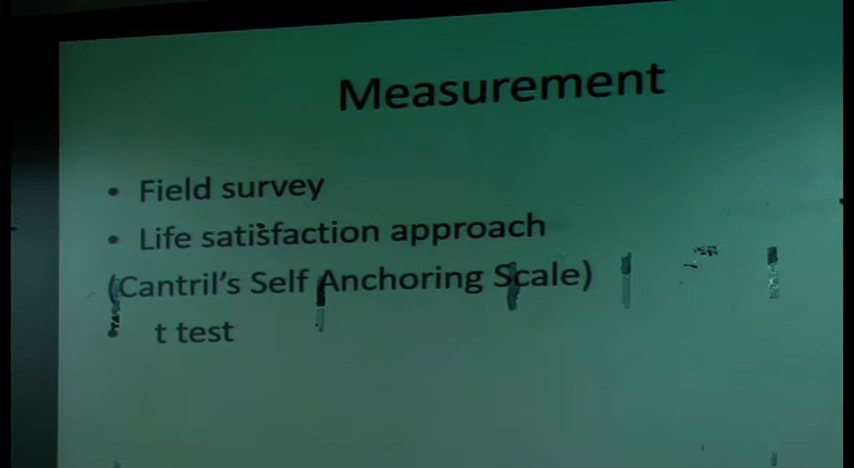 Measurement
• Field survey
• Life satisfaction approach
(Cantril's Self Anchoring Scale)
• t test